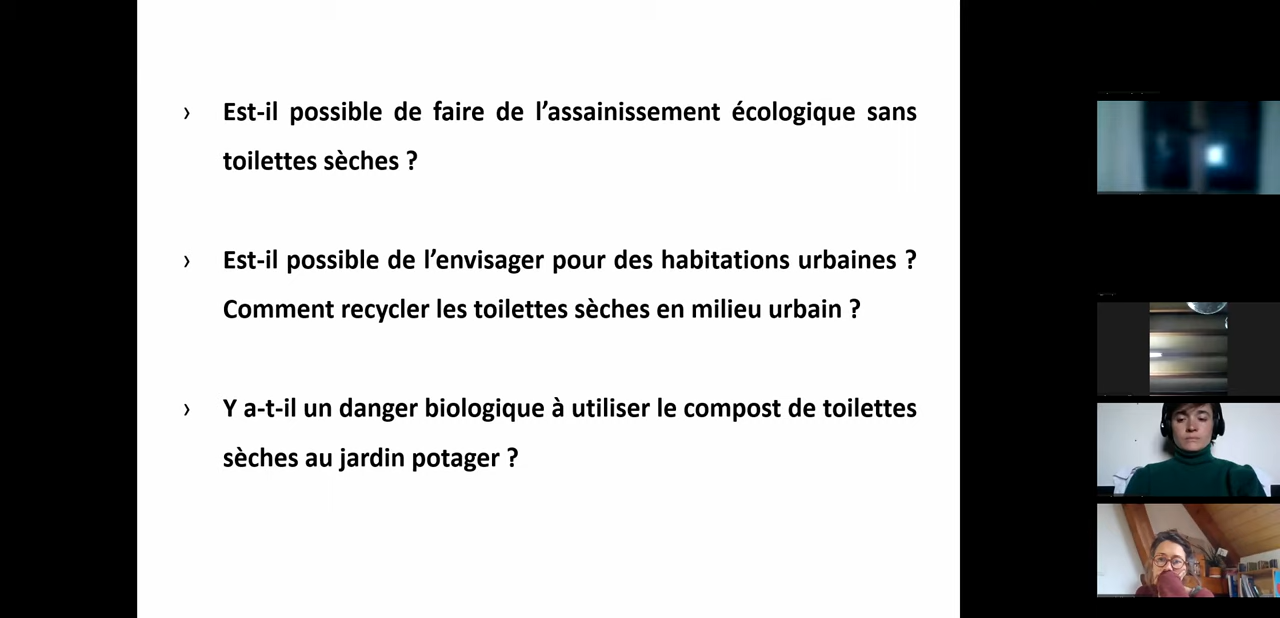 › Est-il possible de faire de l’assainissement écologique sans
toilettes sèches ?
› Est-il possible de l’envisager pour des habitations urbaines ?
Comment recycler les toilettes sèches en milieu urbain ?
› Y a-t-il un danger biologique à utiliser le compost de toilettes
sèches au jardin potager ?